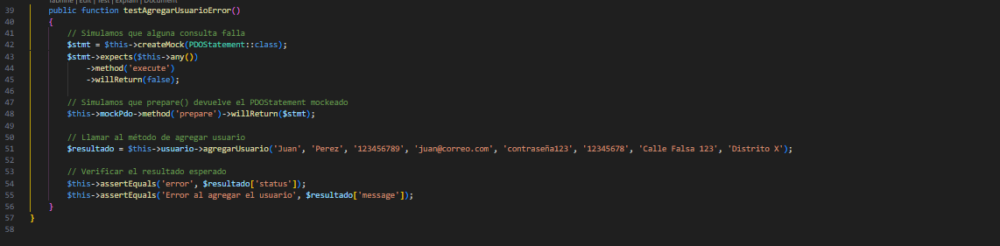 Tabnine | Edit | Test | Explain | Document
39 public function testAgregarUsuarioError()
40 {
41 // Simulamos que alguna consulta falla
42 $stmt = $this->createMock(PDOStatement::class);
43 $stmt->expects($this->any())
44 ->method('execute')
45 ->willReturn(false);
46
47 // Simulamos que prepare() devuelve el PDOStatement mockeado
48 $this->mockPdo->method('prepare')->willReturn($stmt);
49
50 // Llamar al método de agregar usuario
51 $resultado = $this->usuario->agregarUsuario('Juan', 'Perez', '123456789', 'juan@correo.com', 'contraseña123', '12345678', 'Calle Falsa 123', 'Distrito X');
52
53 // Verificar el resultado esperado
54 $this->assertEquals('error', $resultado['status']);
55 $this->assertEquals('Error al agregar el usuario', $resultado['message']);
56 }
57 }
58